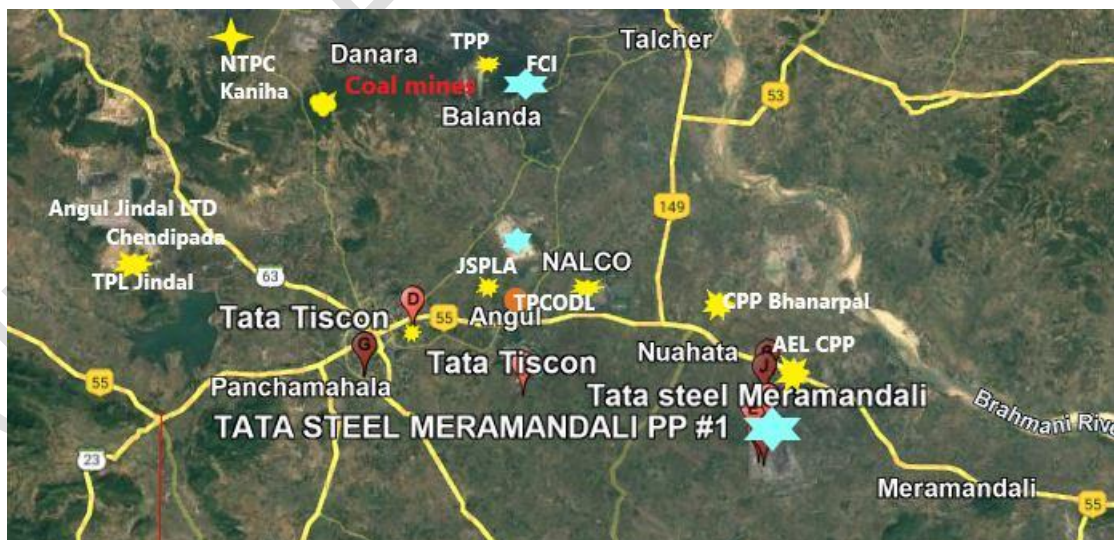 Talcher
TPP
Danara
FCI
NTPC
Kaniha
Coal mines
53
Balanda
149
Angul Jindal LTD
Chendipada
JSPLA
NALCO
TPL Jindal
63
D
TPCODL
CPP Bhanarpal
Tata Tiscon
55
Angul
G
AEL CPP
J
Nuahata
Tata Tiscon
55
Panchamahala
Tata steel Meramandali
Brahmani River
TATA STEEL MERAMANDALI PP #1
23
Meramandali
55